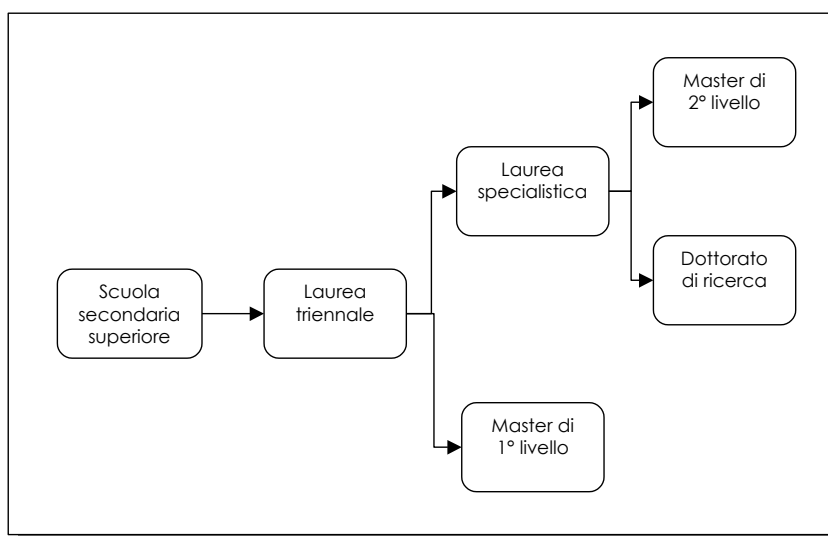 Scuola
secondaria
superiore
Laurea
triennale
Laurea
specialistica
Master di
1° livello
Master di
2° livello
Dottorato
di ricerca